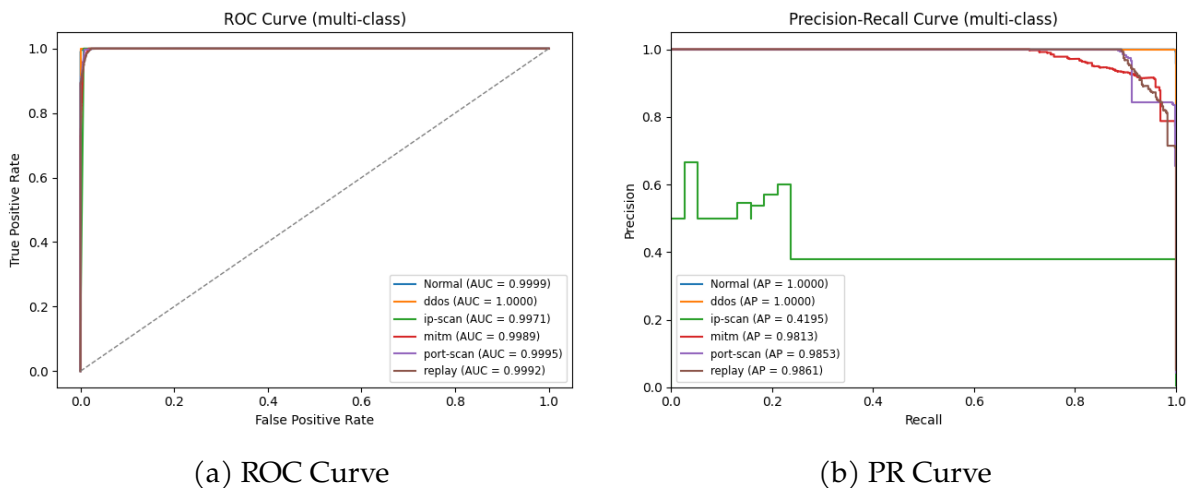 ROC Curve (multi-class)
1.0
0.8
0.6
0.4
0.2
0.0
True Positive Rate
0.0 0.2 0.4 0.6 0.8 1.0
False Positive Rate
Normal (AUC = 0.9999)
ddos (AUC = 1.0000)
ip-scan (AUC = 0.9971)
mitm (AUC = 0.9989)
port-scan (AUC = 0.9995)
replay (AUC = 0.9992)
(a) ROC Curve
Precision-Recall Curve (multi-class)
1.0
0.8
0.6
0.4
0.2
0.0
Precision
0.0 0.2 0.4 0.6 0.8 1.0
Recall
Normal (AP = 1.0000)
ddos (AP = 1.0000)
ip-scan (AP = 0.4195)
mitm (AP = 0.9813)
port-scan (AP = 0.9853)
replay (AP = 0.9861)
(b) PR Curve